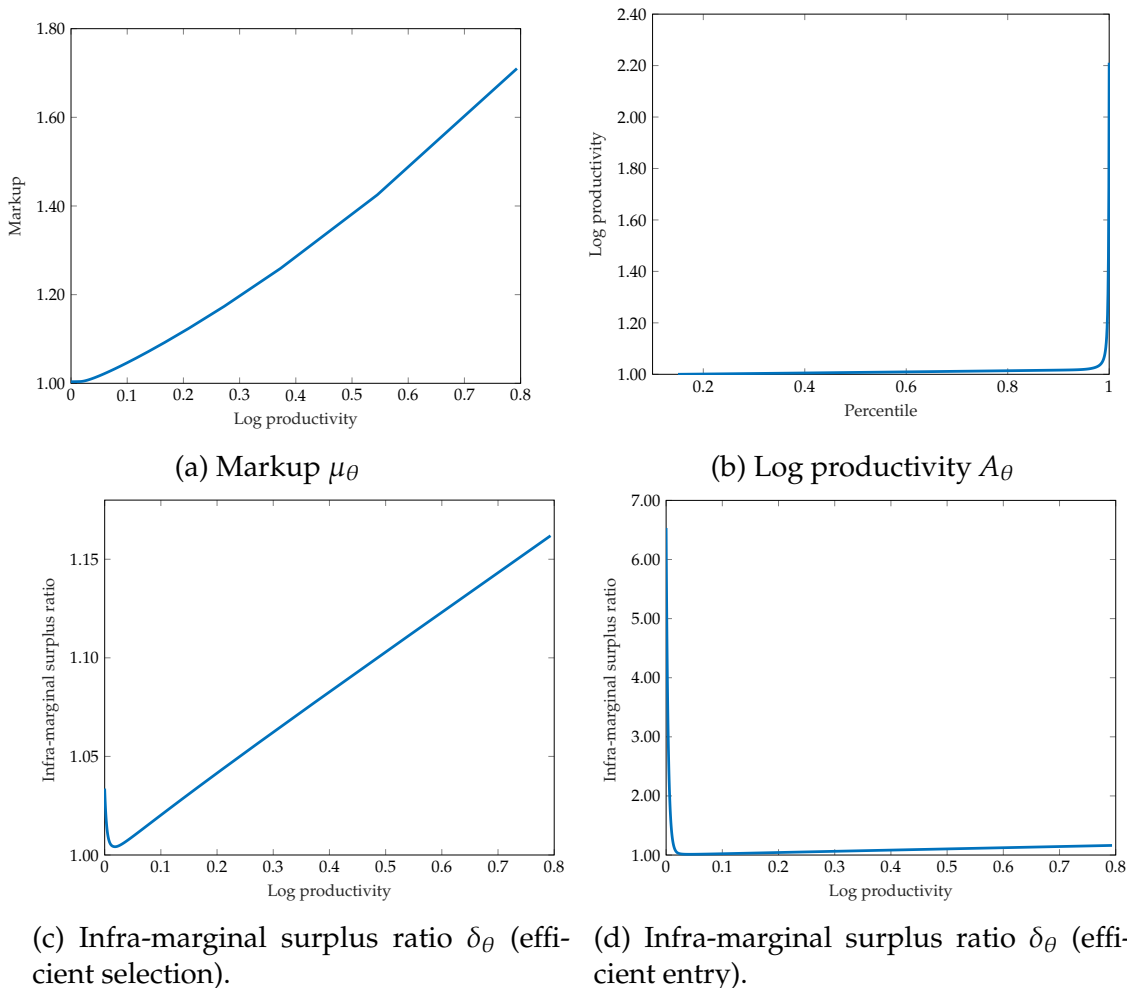 1.80
1.60
1.40
1.20
1.00
Markup
0 0.1 0.2 0.3 0.4 0.5 0.6 0.7 0.8
Log productivity
(a) Markup μθ
2.40
2.20
2.00
1.80
1.60
1.40
1.20
1.00
Log productivity
0.2 0.4 0.6 0.8 1
Percentile
(b) Log productivity Aθ
1.15
1.10
1.05
1.00
Infra-marginal surplus ratio
0 0.1 0.2 0.3 0.4 0.5 0.6 0.7 0.8
Log productivity
(c) Infra-marginal surplus ratio δθ (effi-
cient selection).
7.00
6.00
5.00
4.00
3.00
2.00
1.00
Infra-marginal surplus ratio
0 0.1 0.2 0.3 0.4 0.5 0.6 0.7 0.8
Log productivity
(d) Infra-marginal surplus ratio δθ (effi-
cient entry).